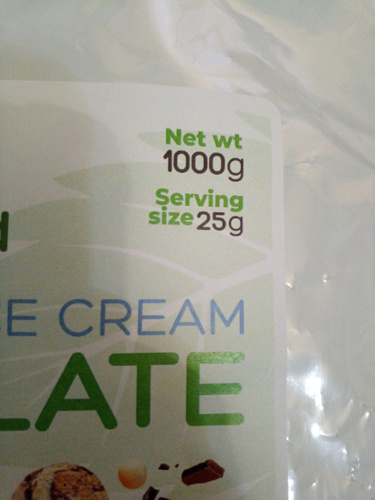 Net wt
1000g
Serving
size 25g
E CREAM
LATE